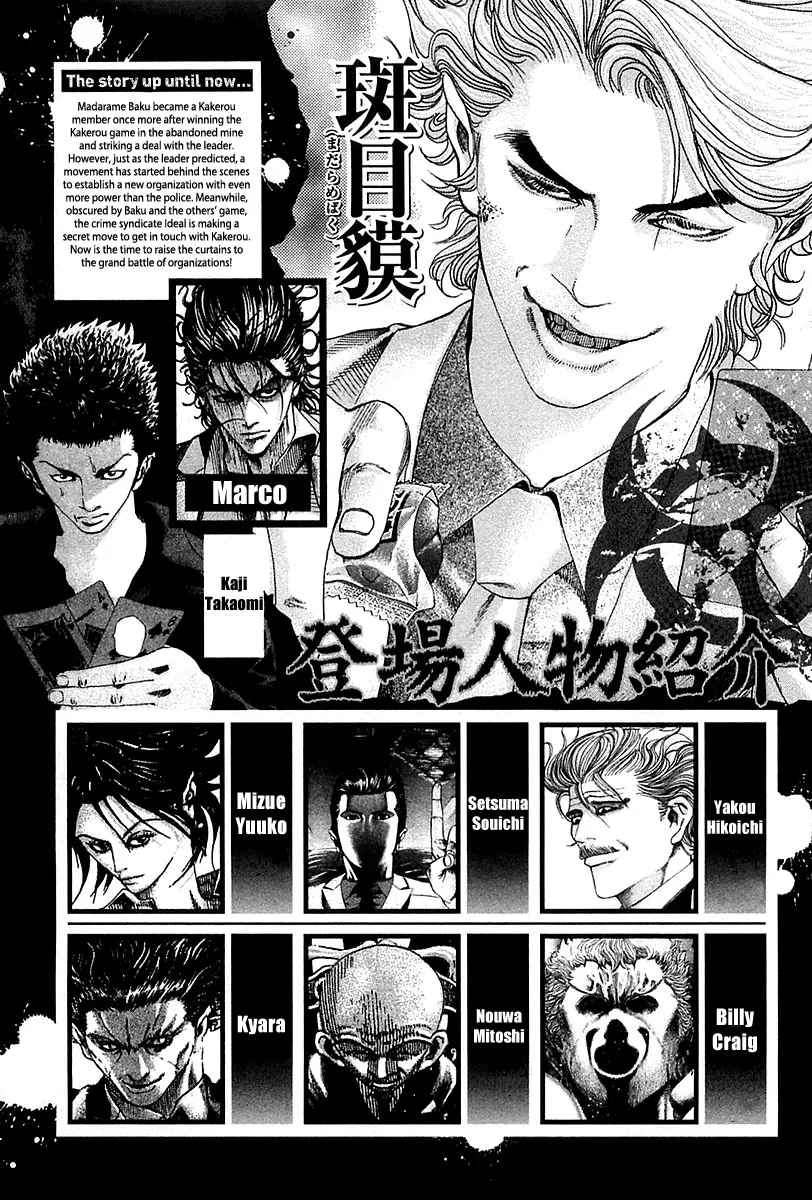 The story up until now...
Madarame Baku became a Kakerou
member once more after winning the
Kakerou game in the abandoned mine
and striking a deal with the leader.
However, just as the leader predicted, a
movement has started behind the scenes
to establish a new organization with even
more power than the police. Meanwhile,
obscured by Baku and the others' game,
the crime syndicate Ideal is making a
secret move to get in touch with Kakerou.
Now is the time to raise the curtains to
the grand battle of organizations!
斑目貘
(まだらめばく)
Marco
Kaji
Takaomi
登場人物紹介
Mizue
Yuuko
Setsuma
Souichi
Yakou
Hikoichi
Kyara
Nouwa
Mitoshi
Billy
Craig